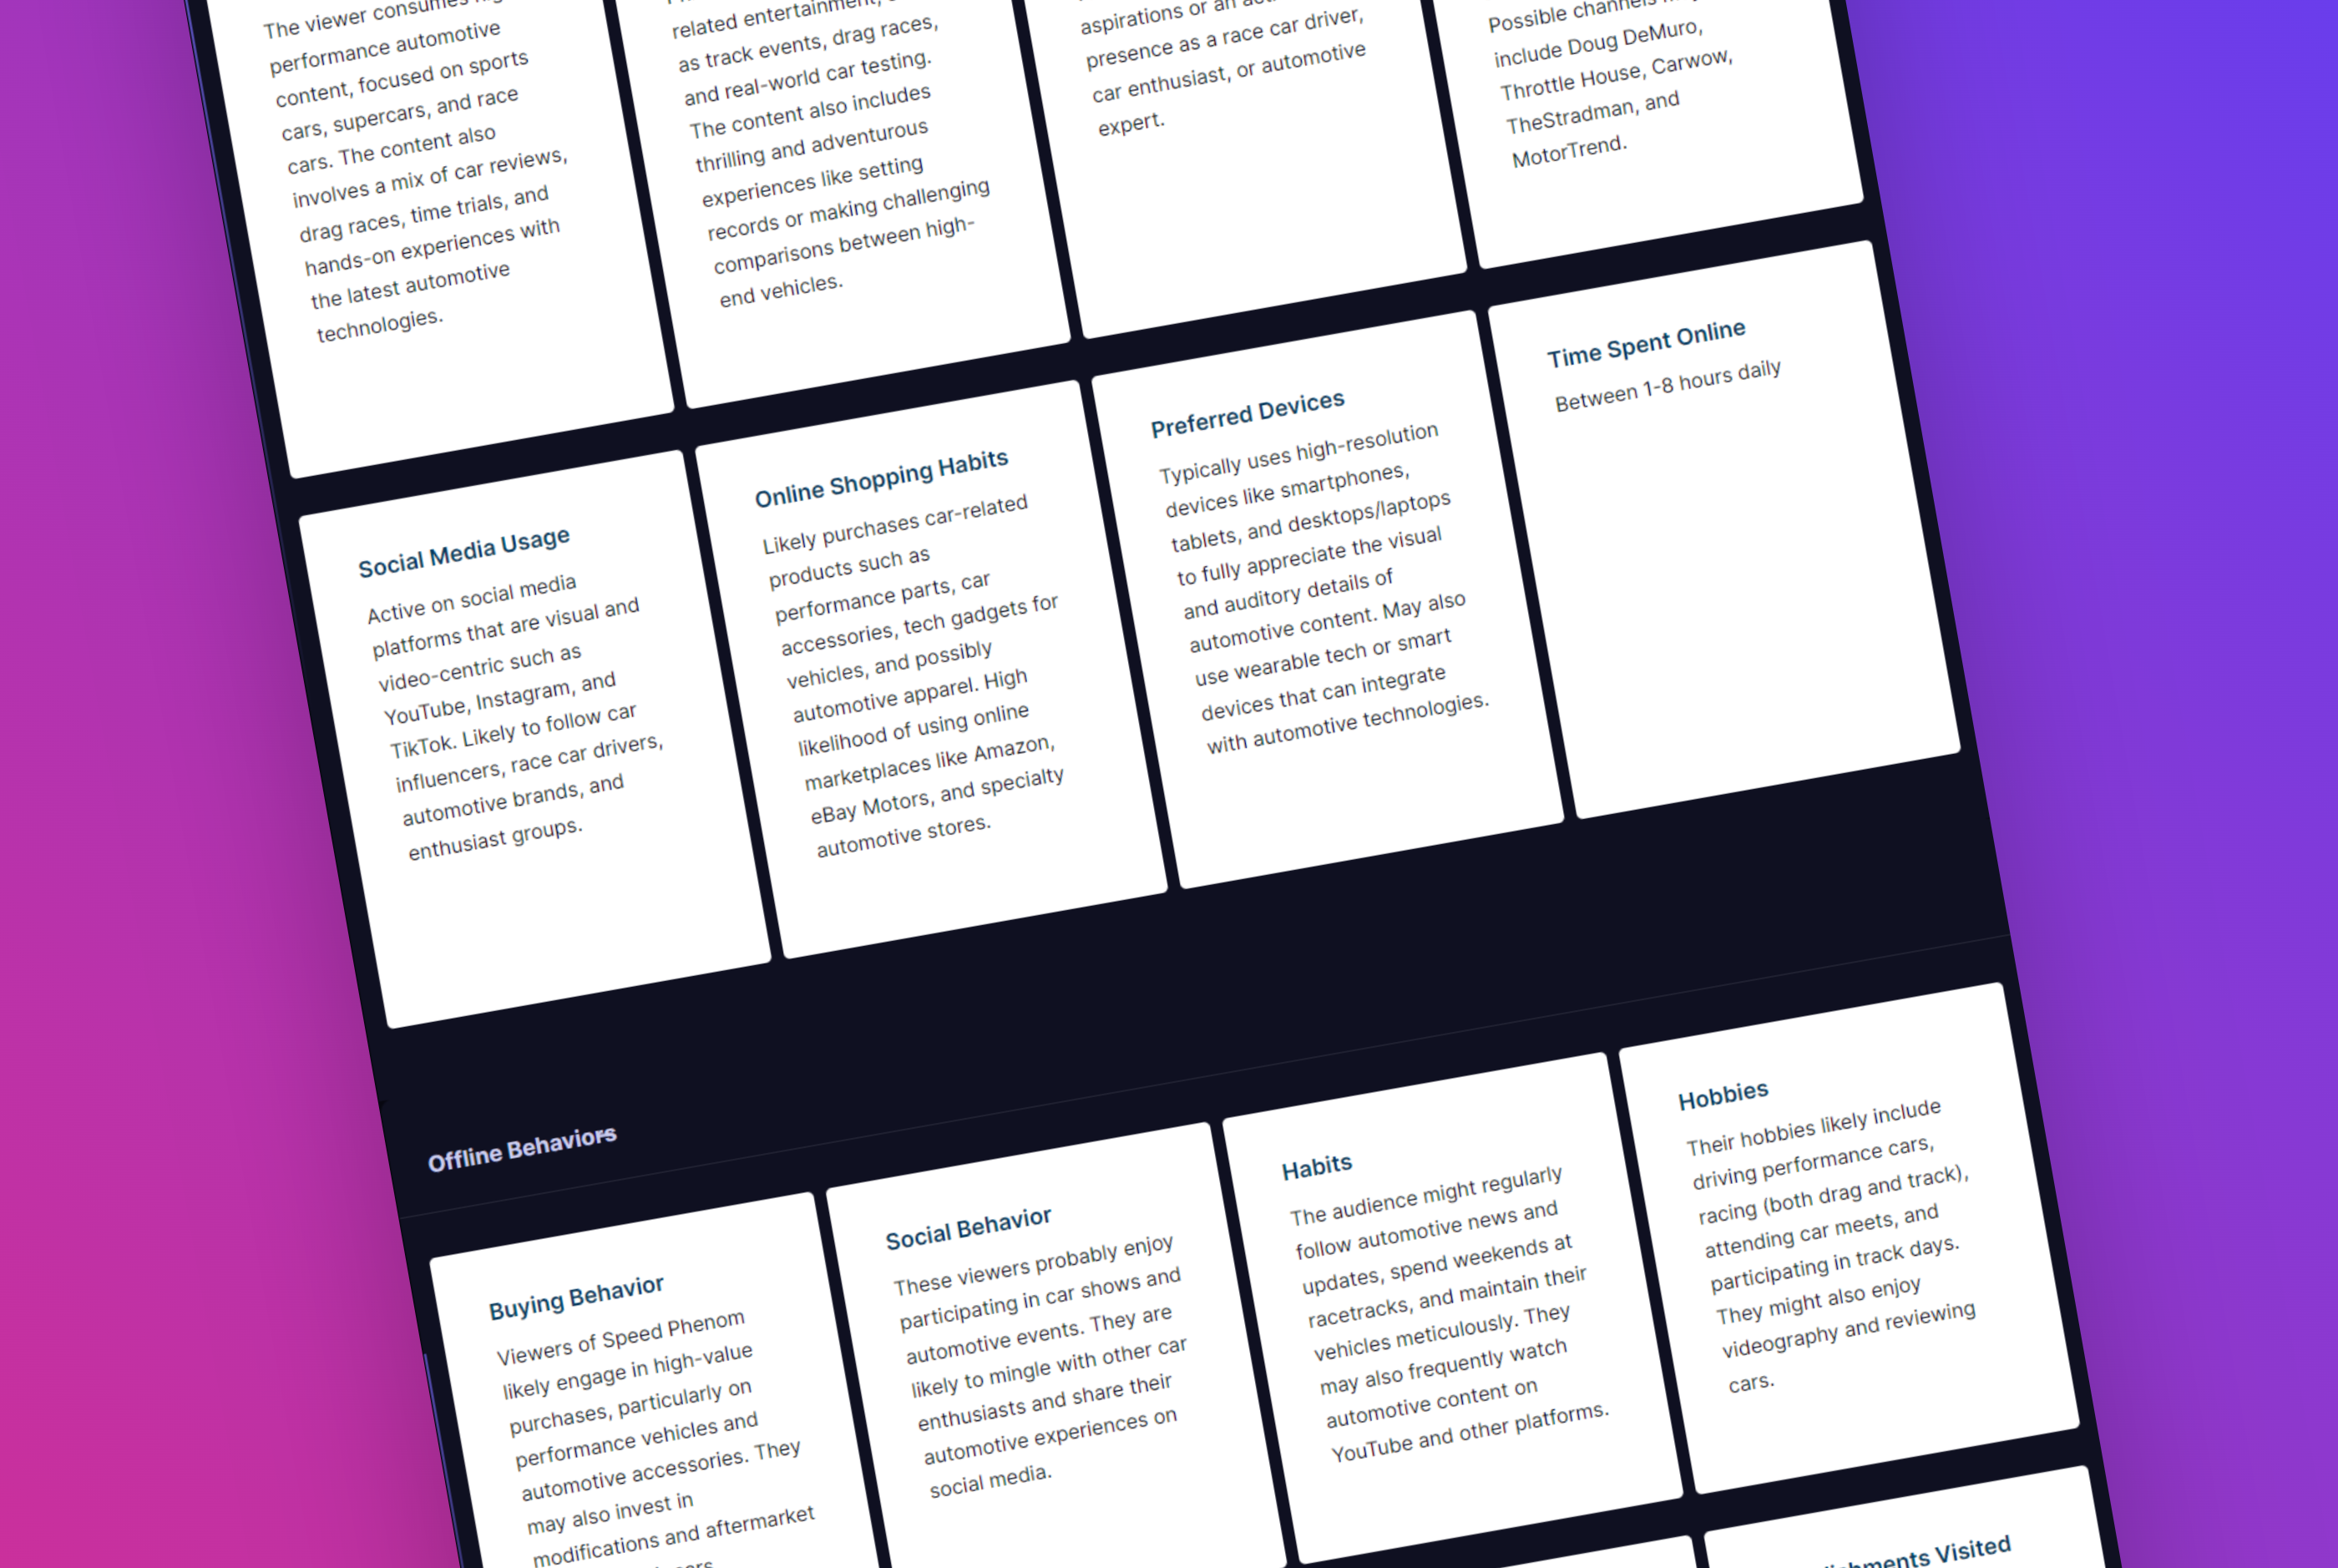 The viewer consumes
performance automotive
content, focused on sports
cars, supercars, and race
cars. The content also
involves a mix of car reviews,
drag races, time trials, and
hands-on experiences with
the latest automotive
technologies.
related entertainment,
as track events, drag races,
and real-world car testing.
The content also includes
thrilling and adventurous
experiences like setting
records or making challenging
comparisons between high-
end vehicles.
aspirations or an
presence as a race car driver,
car enthusiast, or automotive
expert.
Possible channels
include Doug DeMuro,
Throttle House, Carwow,
TheStradman, and
MotorTrend.
Social Media Usage
Active on social media
platforms that are visual and
video-centric such as
YouTube, Instagram, and
TikTok. Likely to follow car
influencers, race car drivers,
automotive brands, and
enthusiast groups.
Online Shopping Habits
Likely purchases car-related
products such as
performance parts, car
accessories, tech gadgets for
vehicles, and possibly
automotive apparel. High
likelihood of using online
marketplaces like Amazon,
eBay Motors, and specialty
automotive stores.
Preferred Devices
Typically uses high-resolution
devices like smartphones,
tablets, and desktops/laptops
to fully appreciate the visual
and auditory details of
automotive content. May also
use wearable tech or smart
devices that can integrate
with automotive technologies.
Time Spent Online
Between 1-8 hours daily
Offline Behaviors
Buying Behavior
Viewers of Speed Phenom
likely engage in high-value
purchases, particularly on
performance vehicles and
automotive accessories. They
may also invest in
modifications and aftermarket
Social Behavior
These viewers probably enjoy
participating in car shows and
automotive events. They are
likely to mingle with other car
enthusiasts and share their
automotive experiences on
social media.
Habits
The audience might regularly
follow automotive news and
updates, spend weekends at
racetracks, and maintain their
vehicles meticulously. They
may also frequently watch
automotive content on
YouTube and other platforms.
Hobbies
Their hobbies likely include
driving performance cars,
racing (both drag and track),
attending car meets, and
participating in track days.
They might also enjoy
videography and reviewing
cars.
Visited